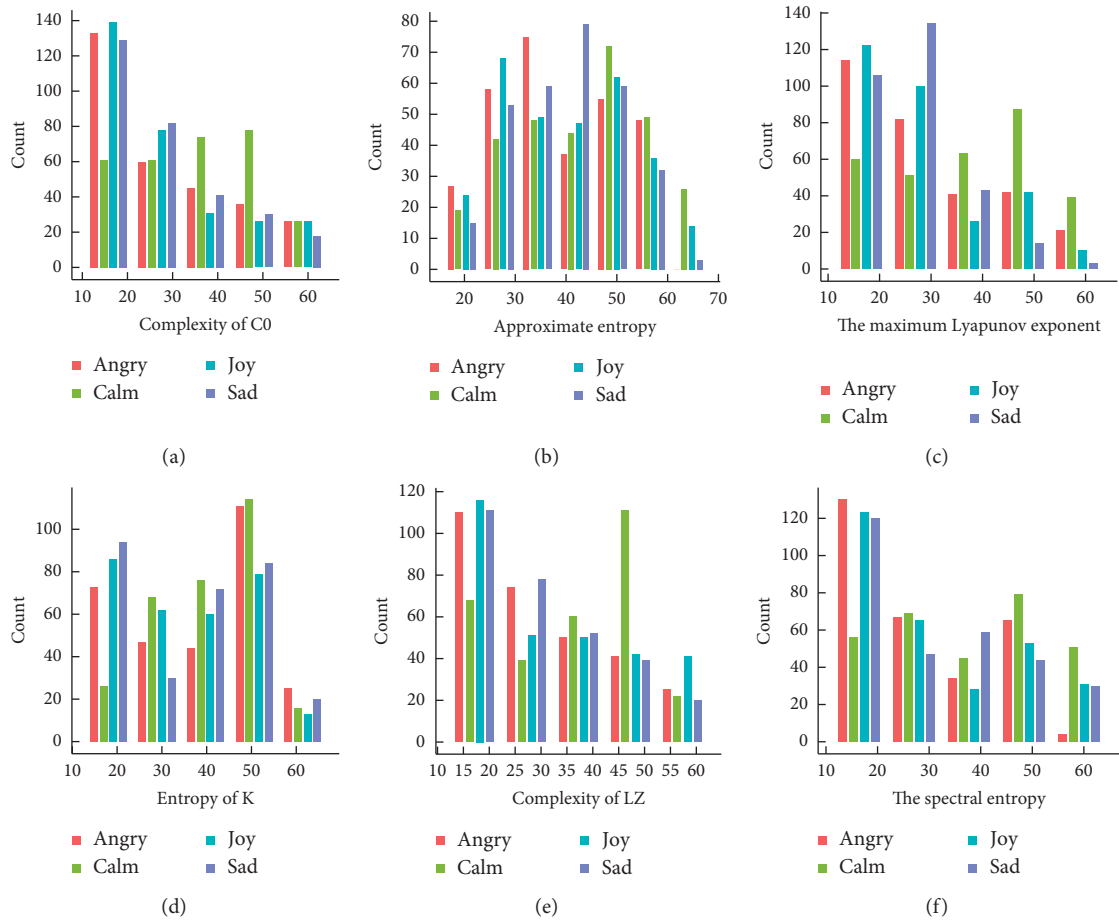 140
120
100
80
60
40
20
0
Count
10 20 30 40 50 60
Complexity of C0
Angry Joy
Calm Sad
(a)
80
70
60
50
40
30
20
10
0
Count
20 30 40 50 60 70
Approximate entropy
Angry Joy
Calm Sad
(b)
140
120
100
80
60
40
20
0
Count
10 20 30 40 50 60
The maximum Lyapunov exponent
Angry Joy
Calm Sad
(c)
100
80
60
40
20
0
Count
10 20 30 40 50 60
Entropy of K
Angry Joy
Calm Sad
(d)
120
100
80
60
40
20
0
Count
10 15 20 25 30 35 40 45 50 55 60
Complexity of LZ
Angry Joy
Calm Sad
(e)
120
100
80
60
40
20
0
Count
10 20 30 40 50 60
The spectral entropy
Angry Joy
Calm Sad
(f)